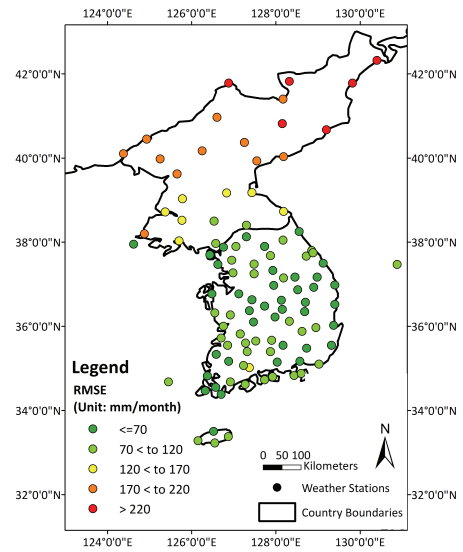 124°0'0"E 126°0'0"E 128°0'0"E 130°0'0"E
42°0'0"N 42°0'0"N
40°0'0"N 40°0'0"N
38°0'0"N 38°0'0"N
36°0'0"N 36°0'0"N
34°0'0"N 34°0'0"N
32°0'0"N 32°0'0"N
Legend
RMSE
(Unit: mm/month)
<=70
70 < to 120
120 < to 170
170 < to 220
> 220
N
0 50 100
Kilometers
Weather Stations
Country Boundaries
124°0'0"E 126°0'0"E 128°0'0"E 130°0'0"E